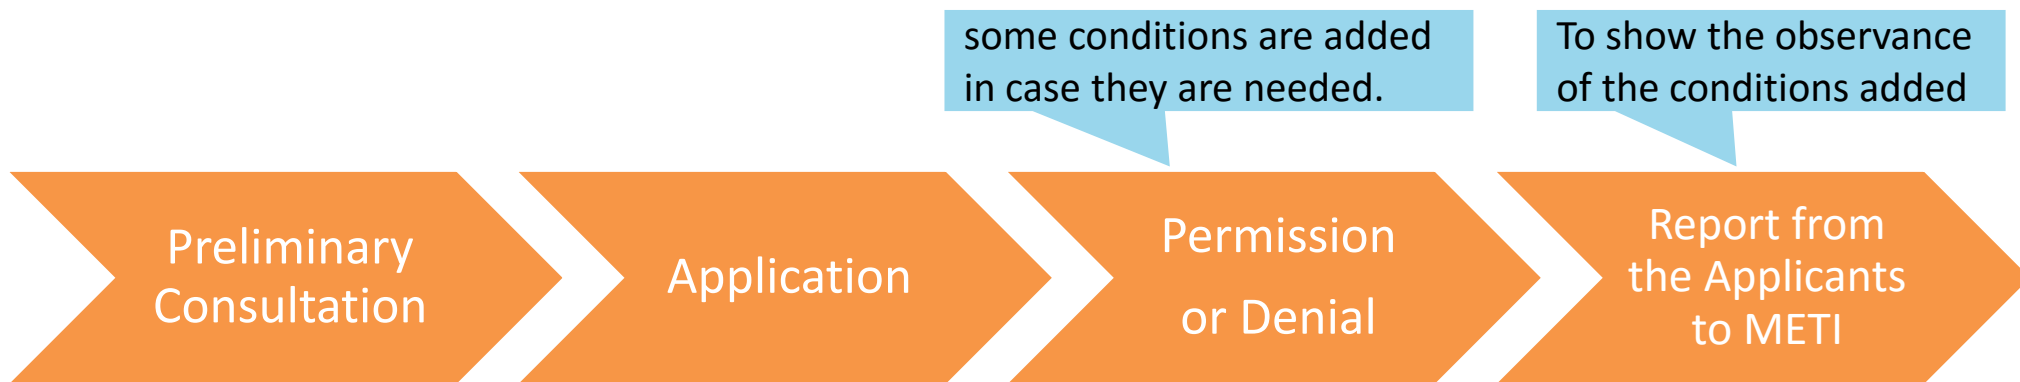 some conditions are added
in case they are needed.
To show the observance
of the conditions added
Preliminary
Consultation
Application
Permission
or Denial
Report from
the Applicants
to METI